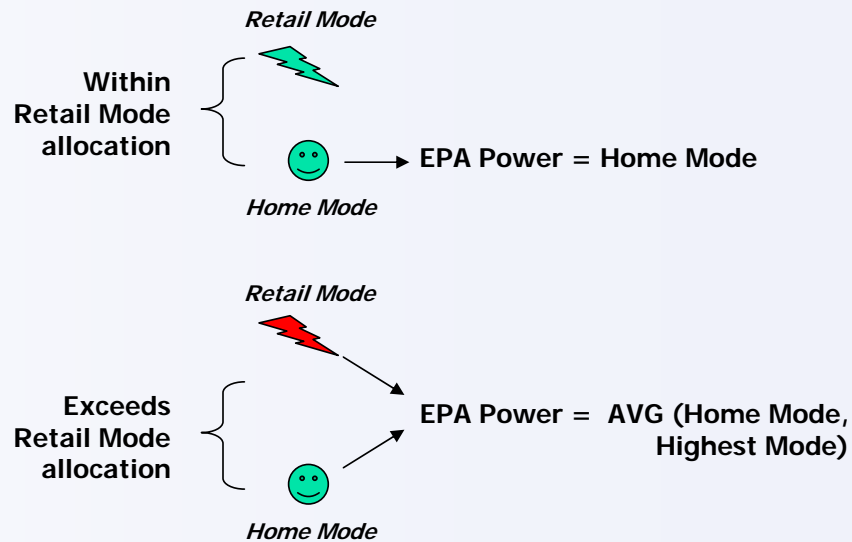 Retail Mode
Within
Retail Mode
allocation
EPA Power = Home Mode
Home Mode
Retail Mode
Exceeds
Retail Mode
allocation
EPA Power = AVG (Home Mode,
Highest Mode)
Home Mode